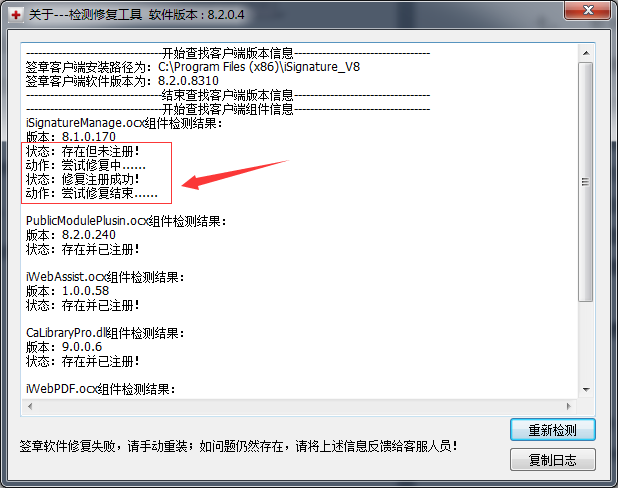 关于---检测修复工具 软件版本 : 8.2.0.4
----------------------------------开始查找客户端版本信息----------------------------------
签章客户端安装路径为: C:\Program Files (x86)\iSignature_V8
签章客户端软件版本为: 8.2.0.8310
----------------------------------结束查找客户端版本信息----------------------------------
----------------------------------开始查找客户端组件信息----------------------------------
iSignatureManage.ocx组件检测结果:
版本: 8.1.0.170
状态: 存在但未注册!
动作: 尝试修复中......
状态: 修复注册成功!
动作: 尝试修复结束......
PublicModulePlusin.ocx组件检测结果:
版本: 8.2.0.240
状态: 存在并已注册!
iWebAssist.ocx组件检测结果:
版本: 1.0.0.58
状态: 存在并已注册!
CaLibraryPro.dll组件检测结果:
版本: 9.0.0.6
状态: 存在并已注册!
iWebPDF.ocx组件检测结果:
重新检测
签章软件修复失败，请手动重装；如问题仍然存在，请将上述信息反馈给客服人员!
复制日志